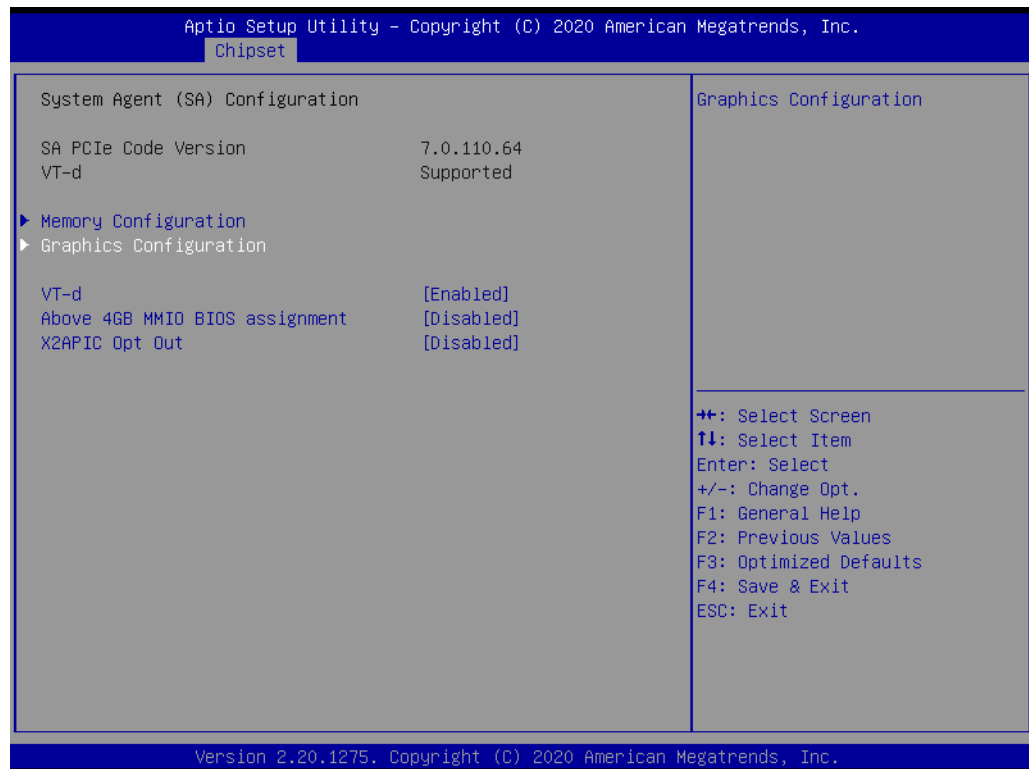 Aptio Setup Utility – Copyright (C) 2020 American Megatrends, Inc.
Chipset
System Agent (SA) Configuration
SA PCIe Code Version 7.0.110.64
VT-d Supported
▶ Memory Configuration
▶ Graphics Configuration
VT-d [Enabled]
Above 4GB MMIO BIOS assignment [Disabled]
X2APIC Opt Out [Disabled]
Graphics Configuration
→←: Select Screen
↑↓: Select Item
Enter: Select
+/-: Change Opt.
F1: General Help
F2: Previous Values
F3: Optimized Defaults
F4: Save & Exit
ESC: Exit
Version 2.20.1275. Copyright (C) 2020 American Megatrends, Inc.